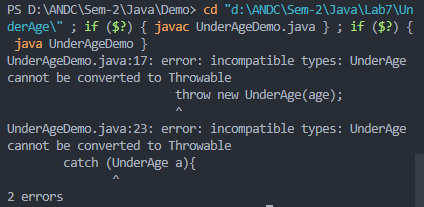 PS D:\ANDC\Sem-2\Java\Demo> cd "d:\ANDC\Sem-2\Java\Lab7\Un
derAge\" ; if ($?) { javac UnderAgeDemo.java } ; if ($?) {
 java UnderAgeDemo }
UnderAgeDemo.java:17: error: incompatible types: UnderAge
cannot be converted to Throwable
                        throw new UnderAge(age);
                        ^
UnderAgeDemo.java:23: error: incompatible types: UnderAge
cannot be converted to Throwable
        catch (UnderAge a){
               ^
2 errors